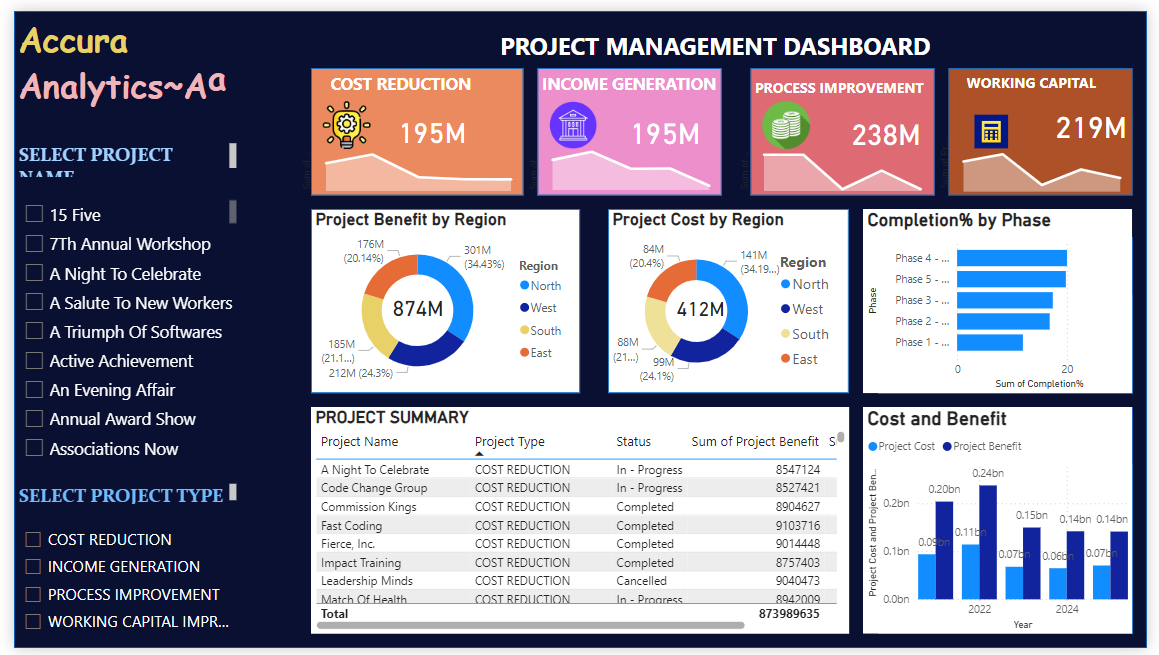 Accura
Analytics~Aa
PROJECT MANAGEMENT DASHBOARD
COST REDUCTION
195M
INCOME GENERATION
195M
PROCESS IMPROVEMENT
238M
WORKING CAPITAL
219M
SELECT PROJECT
NAME
15 Five
7Th Annual Workshop
A Night To Celebrate
A Salute To New Workers
A Triumph Of Softwares
Active Achievement
An Evening Affair
Annual Award Show
Associations Now
SELECT PROJECT TYPE
COST REDUCTION
INCOME GENERATION
PROCESS IMPROVEMENT
WORKING CAPITAL IMPR...
Project Benefit by Region
176M
(20.14%)
301M
(34.43%)
874M
185M
(21.1...)
212M (24.3%)
Region
North
West
South
East
Project Cost by Region
84M
(20.4%)
141M
(34.19...)
412M
88M
(21...)
99M
(24.1%)
Region
North
West
South
East
Completion% by Phase
Phase
Phase 4 - ...
Phase 5 - ...
Phase 3 - ...
Phase 2 - ...
Phase 1 - ...
0
20
Sum of Completion%
PROJECT SUMMARY
Project Name Project Type Status Sum of Project Benefit S
A Night To Celebrate COST REDUCTION In - Progress 8547124
Code Change Group COST REDUCTION In - Progress 8527421
Commission Kings COST REDUCTION Completed 8904627
Fast Coding COST REDUCTION Completed 9103716
Fierce, Inc. COST REDUCTION Completed 9014448
Impact Training COST REDUCTION Completed 8757403
Leadership Minds COST REDUCTION Cancelled 9040473
Match Of Health COST REDUCTION Completed 8942009
Total 873989635
Cost and Benefit
Project Cost Project Benefit
Project Cost and Project Ben...
0.2bn
0.1bn
0.0bn
0.09bn
0.20bn
0.11bn
0.24bn
0.07bn
0.15bn
0.06bn
0.14bn
0.07bn
0.14bn
2022
2024
Year